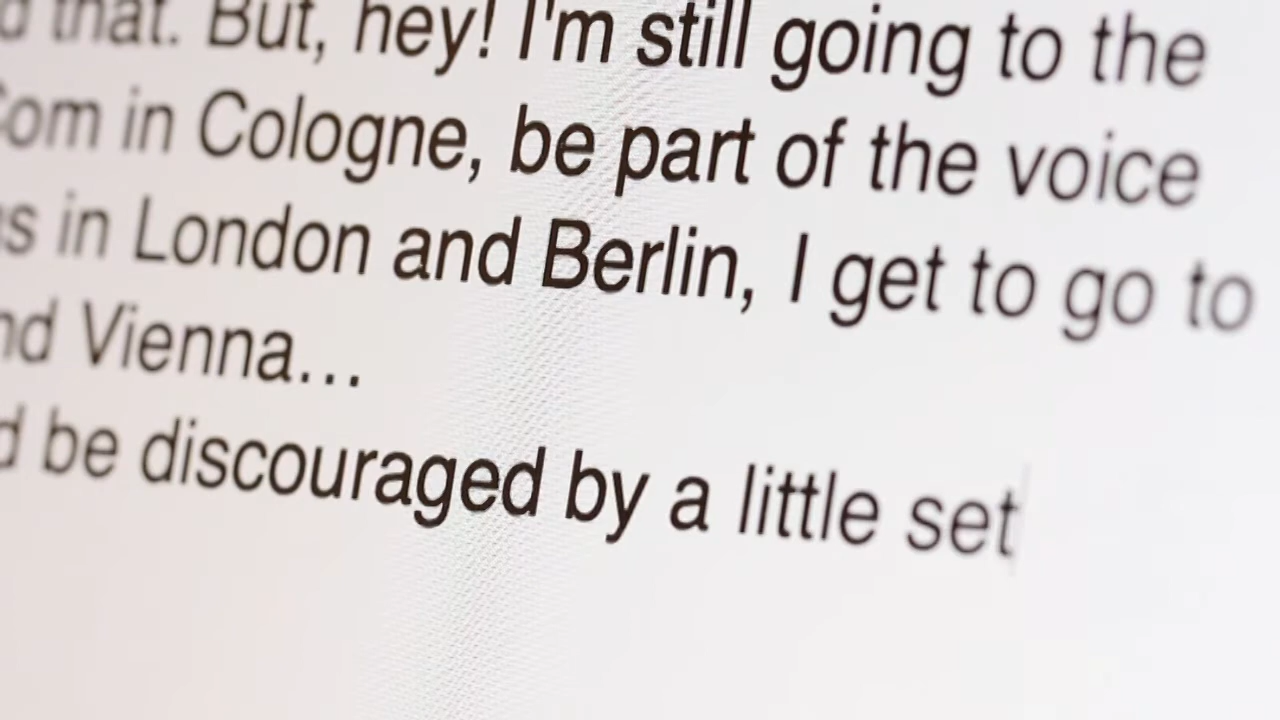 that. But, hey! I'm still going to the
in Cologne, be part of the voice
in London and Berlin, I get to go to
Vienna...
be discouraged by a little set